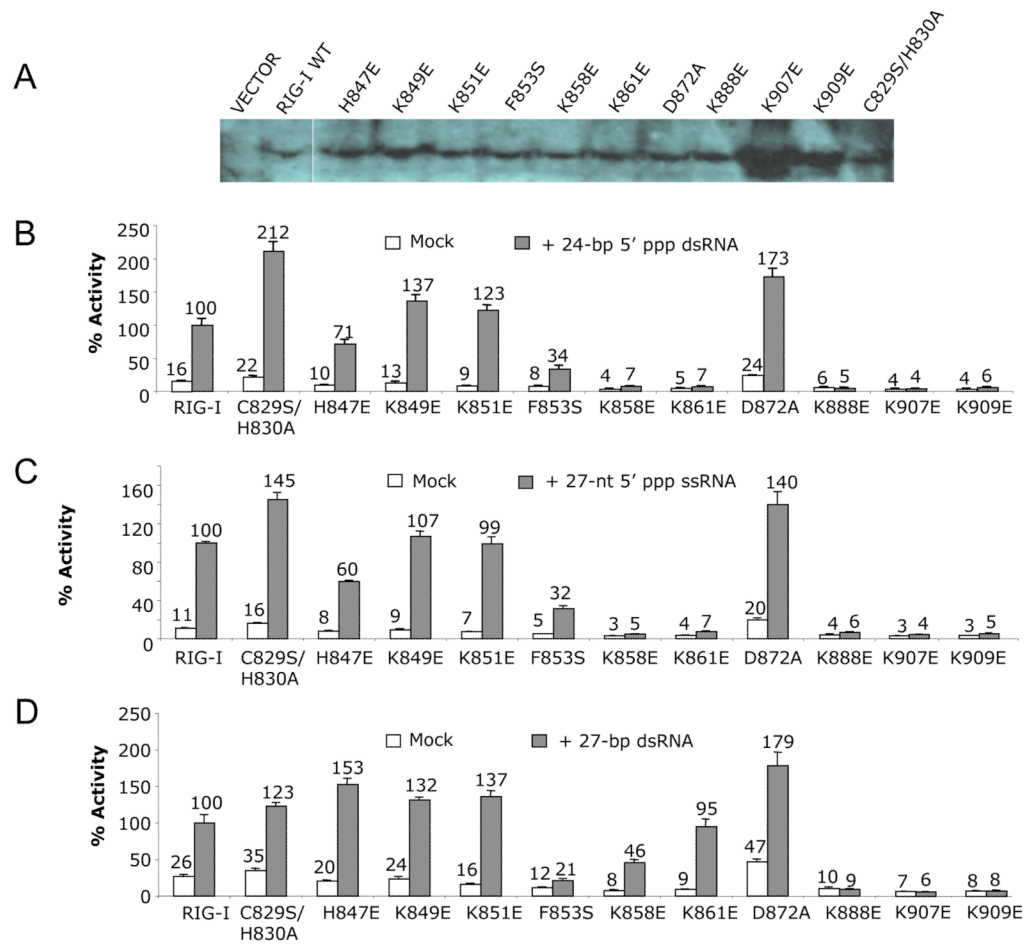 A
VECTOR
RIG-I WT
H847E
K849E
K851E
F853S
K858E
K861E
D872A
K888E
K907E
K909E
C829S/H830A
B
% Activity
250
200
150
100
50
0
Mock
+ 24-bp 5′ ppp dsRNA
16 100
22 212
10 71
13 137
9 123
8 34
4 7
5 7
24 173
6 5
4 4
4 6
RIG-I C829S/ H847E K849E K851E F853S K858E K861E D872A K888E K907E K909E
H830A
C
% Activity
160
120
80
40
0
Mock
+ 27-nt 5′ ppp ssRNA
11 100
16 145
8 60
9 107
7 99
5 32
3 5
4 7
20 140
4 6
3 4
3 5
RIG-I C829S/ H847E K849E K851E F853S K858E K861E D872A K888E K907E K909E
H830A
D
% Activity
250
200
150
100
50
0
Mock
+ 27-bp dsRNA
26 100
35 123
20 153
24 132
16 137
12 21
8 46
9 95
47 179
10 9
7 6
8 8
RIG-I C829S/ H847E K849E K851E F853S K858E K861E D872A K888E K907E K909E
H830A